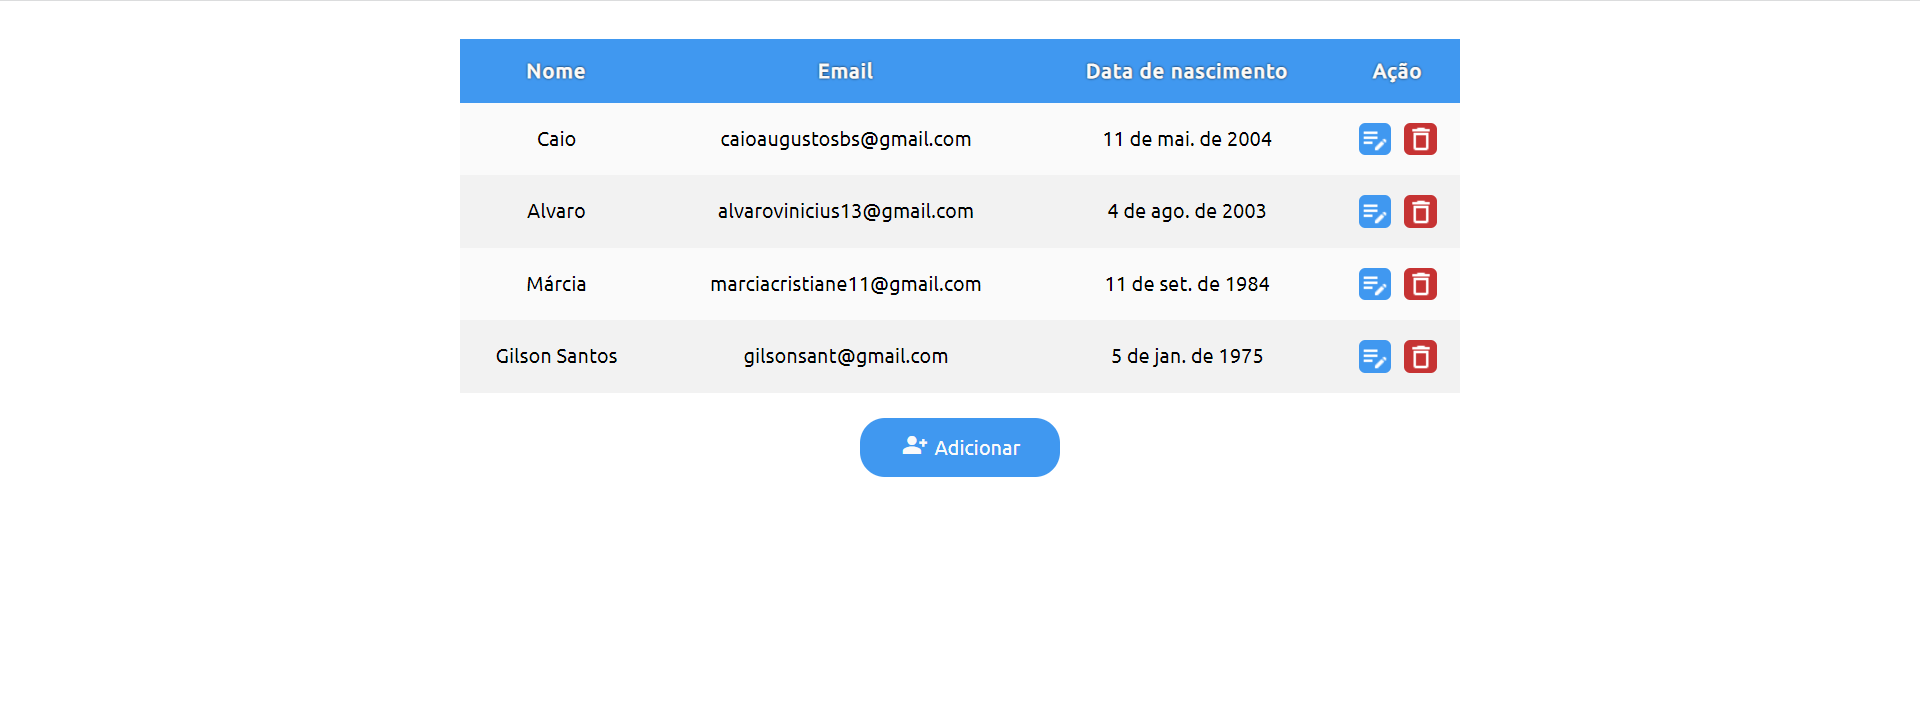 Nome Email Data de nascimento Ação
Caio caioaugustosbs@gmail.com 11 de mai. de 2004
Alvaro alvarovinicius13@gmail.com 4 de ago. de 2003
Márcia marciacristiane11@gmail.com 11 de set. de 1984
Gilson Santos gilsonsant@gmail.com 5 de jan. de 1975
Adicionar